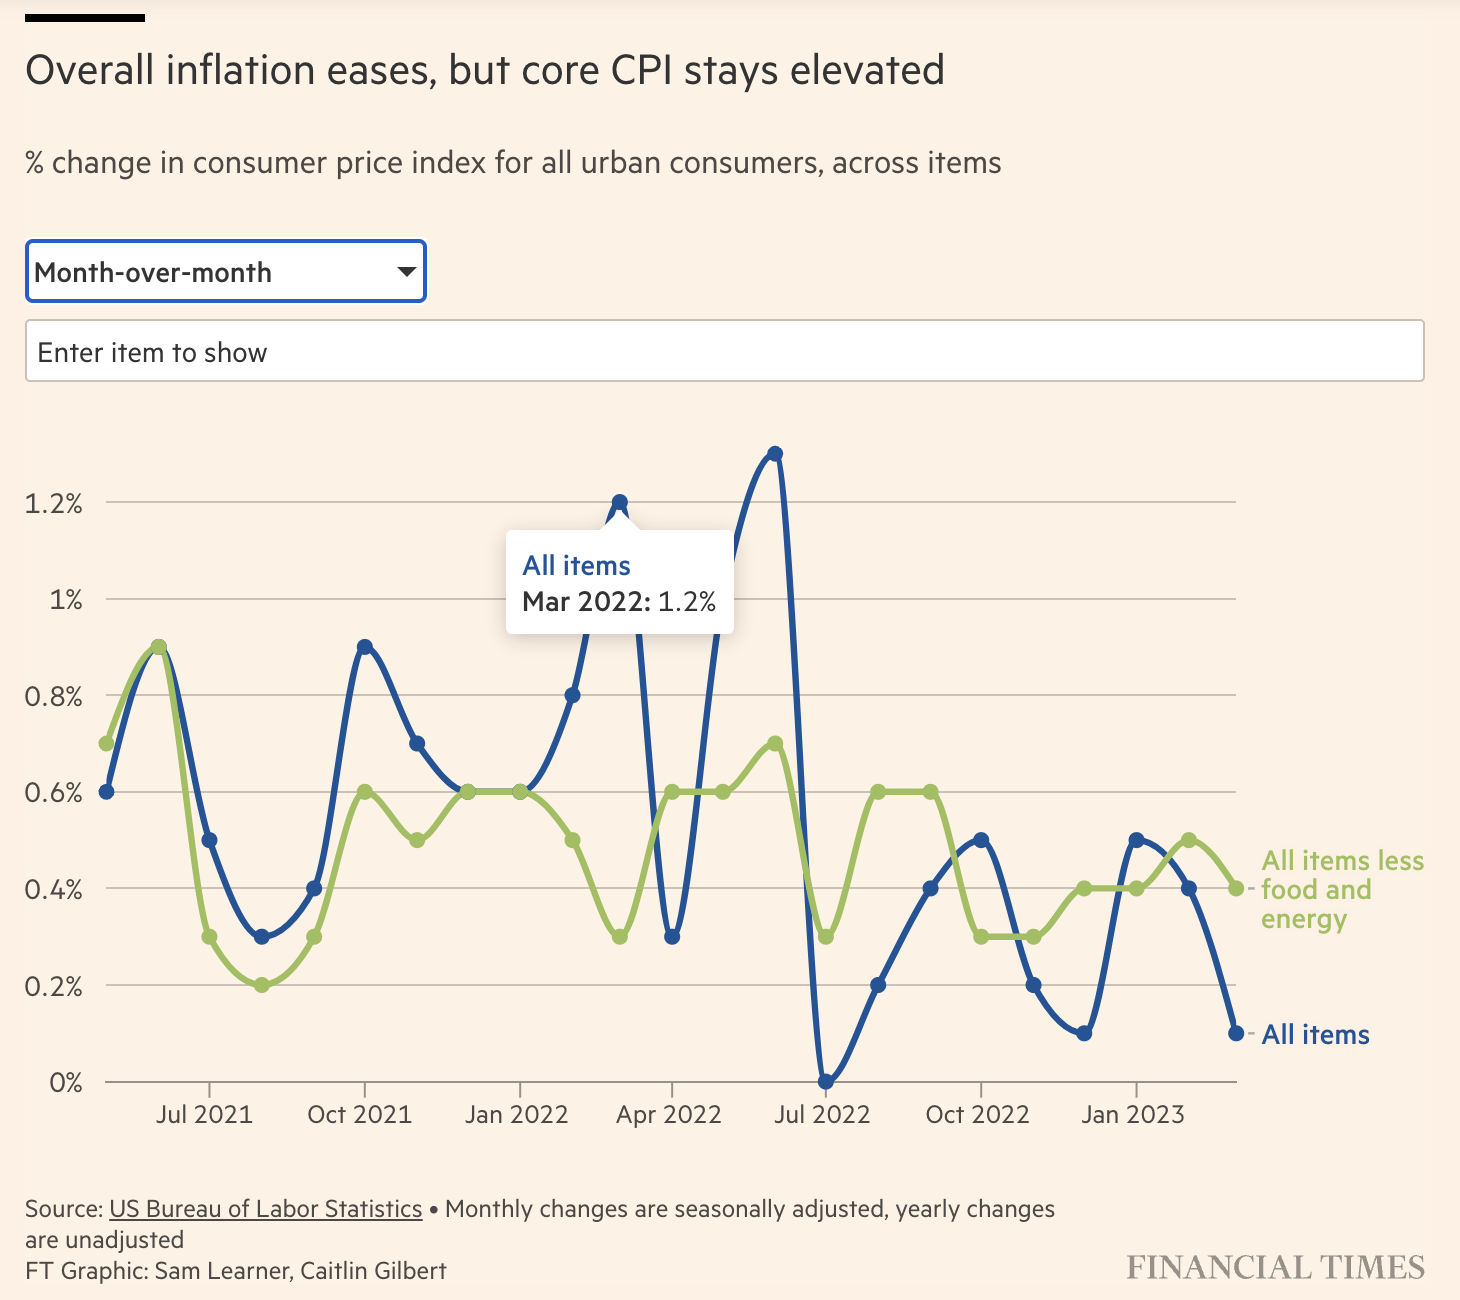 Overall inflation eases, but core CPI stays elevated
% change in consumer price index for all urban consumers, across items
Month-over-month
Enter item to show
1.2%
1%
0.8%
0.6%
0.4%
0.2%
0%
All items
Mar 2022: 1.2%
All items less
food and
energy
All items
Jul 2021
Oct 2021
Jan 2022
Apr 2022
Jul 2022
Oct 2022
Jan 2023
Source: US Bureau of Labor Statistics • Monthly changes are seasonally adjusted, yearly changes
are unadjusted
FT Graphic: Sam Learner, Caitlin Gilbert
FINANCIAL TIMES